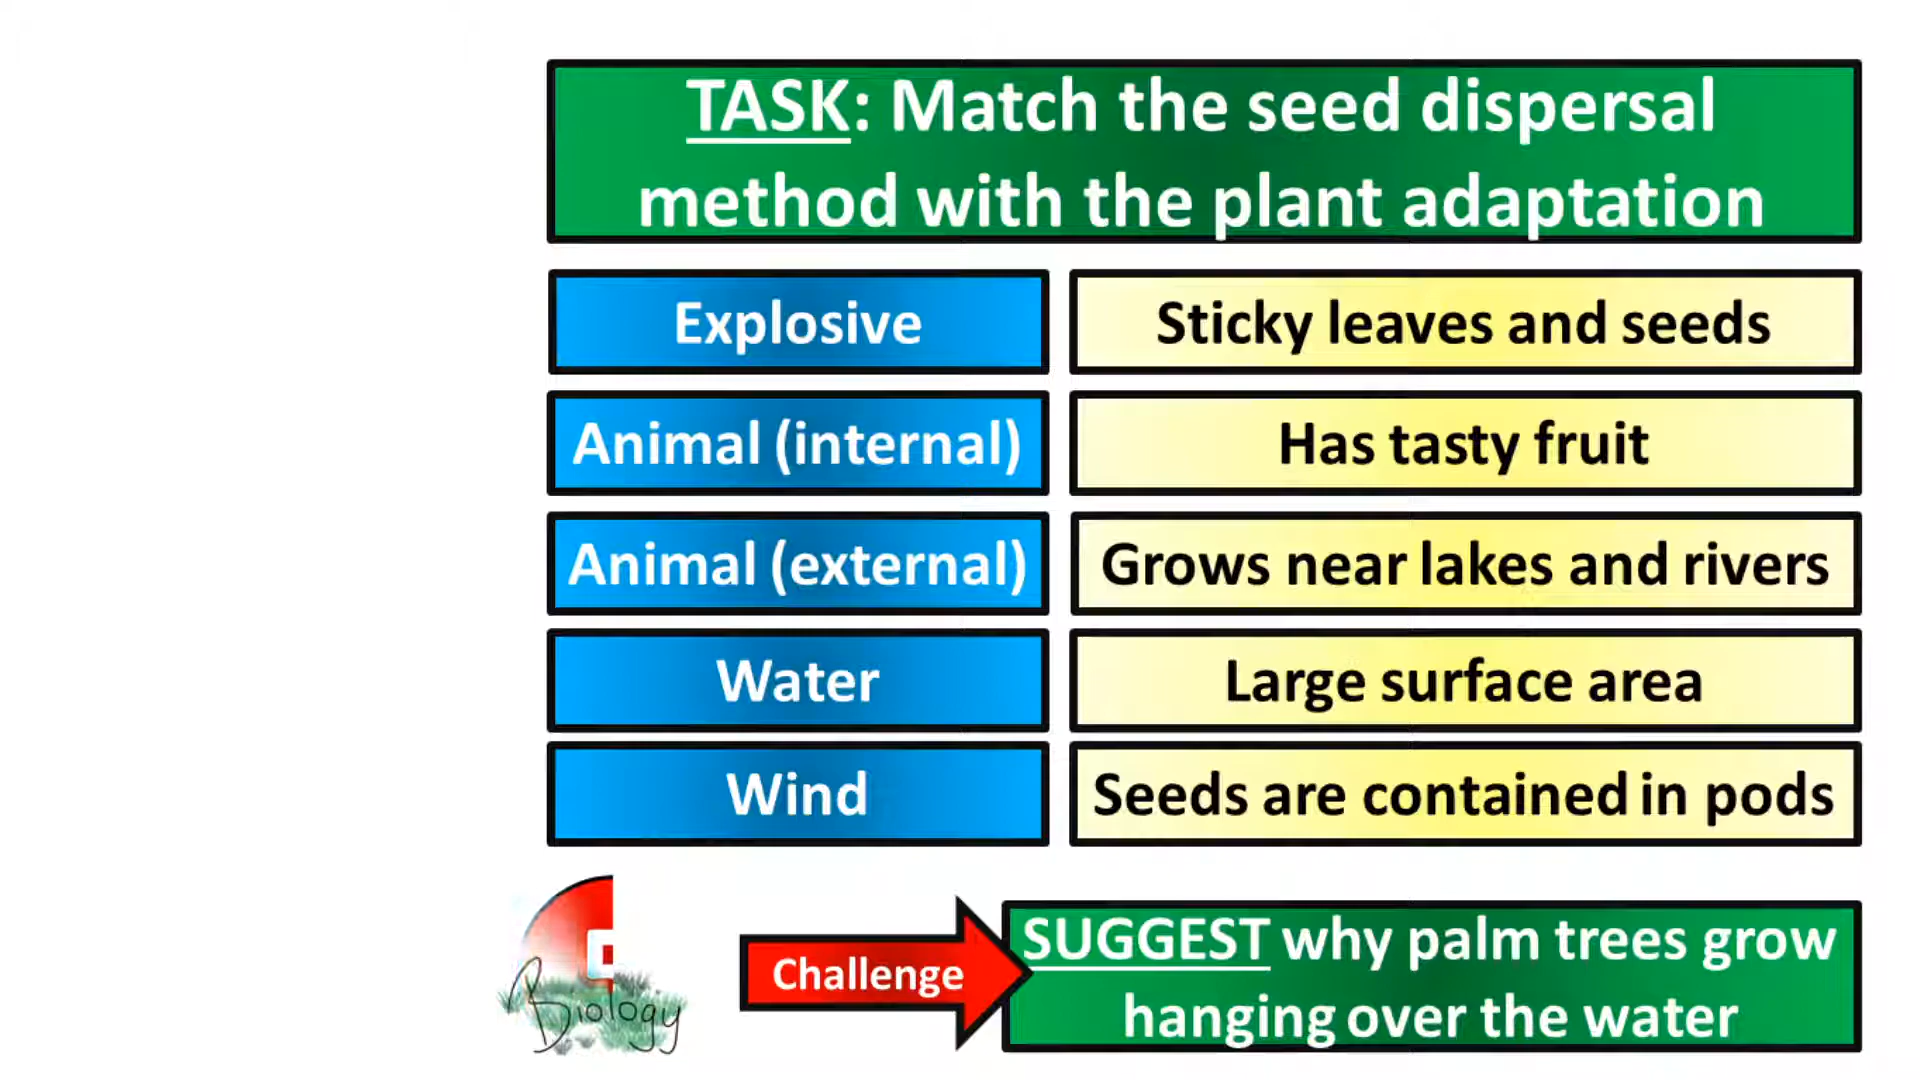 TASK: Match the seed dispersal
method with the plant adaptation
Explosive
Sticky leaves and seeds
Animal (internal)
Has tasty fruit
Animal (external)
Grows near lakes and rivers
Water
Large surface area
Wind
Seeds are contained in pods
Biology
Challenge
SUGGEST why palm trees grow
hanging over the water